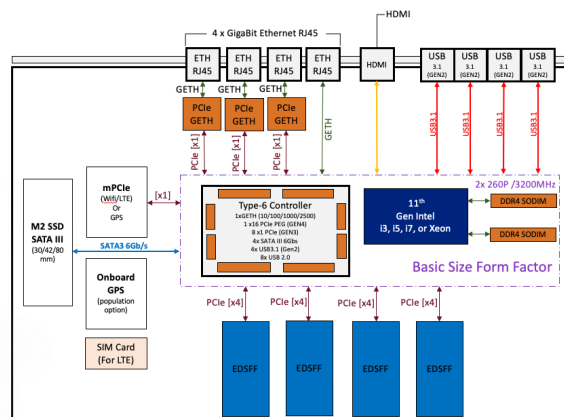 HDMI
4 x GigaBit Ethernet RJ45
ETH
RJ45
ETH
RJ45
ETH
RJ45
ETH
RJ45
HDMI
USB
3.1
(GEN2)
USB
3.1
(GEN2)
USB
3.1
(GEN2)
USB
3.1
(GEN2)
GETH
GETH
GETH
PCIe
GETH
PCIe
GETH
PCIe
GETH
GETH
USB3.1
USB3.1
USB3.1
USB3.1
PCIe [x1]
PCIe [x1]
PCIe [x1]
mPCIe
(Wifi/LTE)
Or
GPS
[x1]
2x 260P /3200MHz
Type-6 Controller
1xGETH (10/100/1000/2500)
1 x16 PCIe PEG (GEN4)
8 x1 PCIe (GEN3)
4x SATA III 6Gbs
4x USB3.1 (Gen2)
8x USB 2.0
11th
Gen Intel
i3, i5, i7, or Xeon
DDR4 SODIM
DDR4 SODIM
M2 SSD
SATA III
(30/42/80
mm)
SATA3 6Gb/s
Basic Size Form Factor
Onboard
GPS
(population
option)
SIM Card
(For LTE)
PCIe [x4]
PCIe [x4]
PCIe [x4]
PCIe [x4]
EDSFF
EDSFF
EDSFF
EDSFF